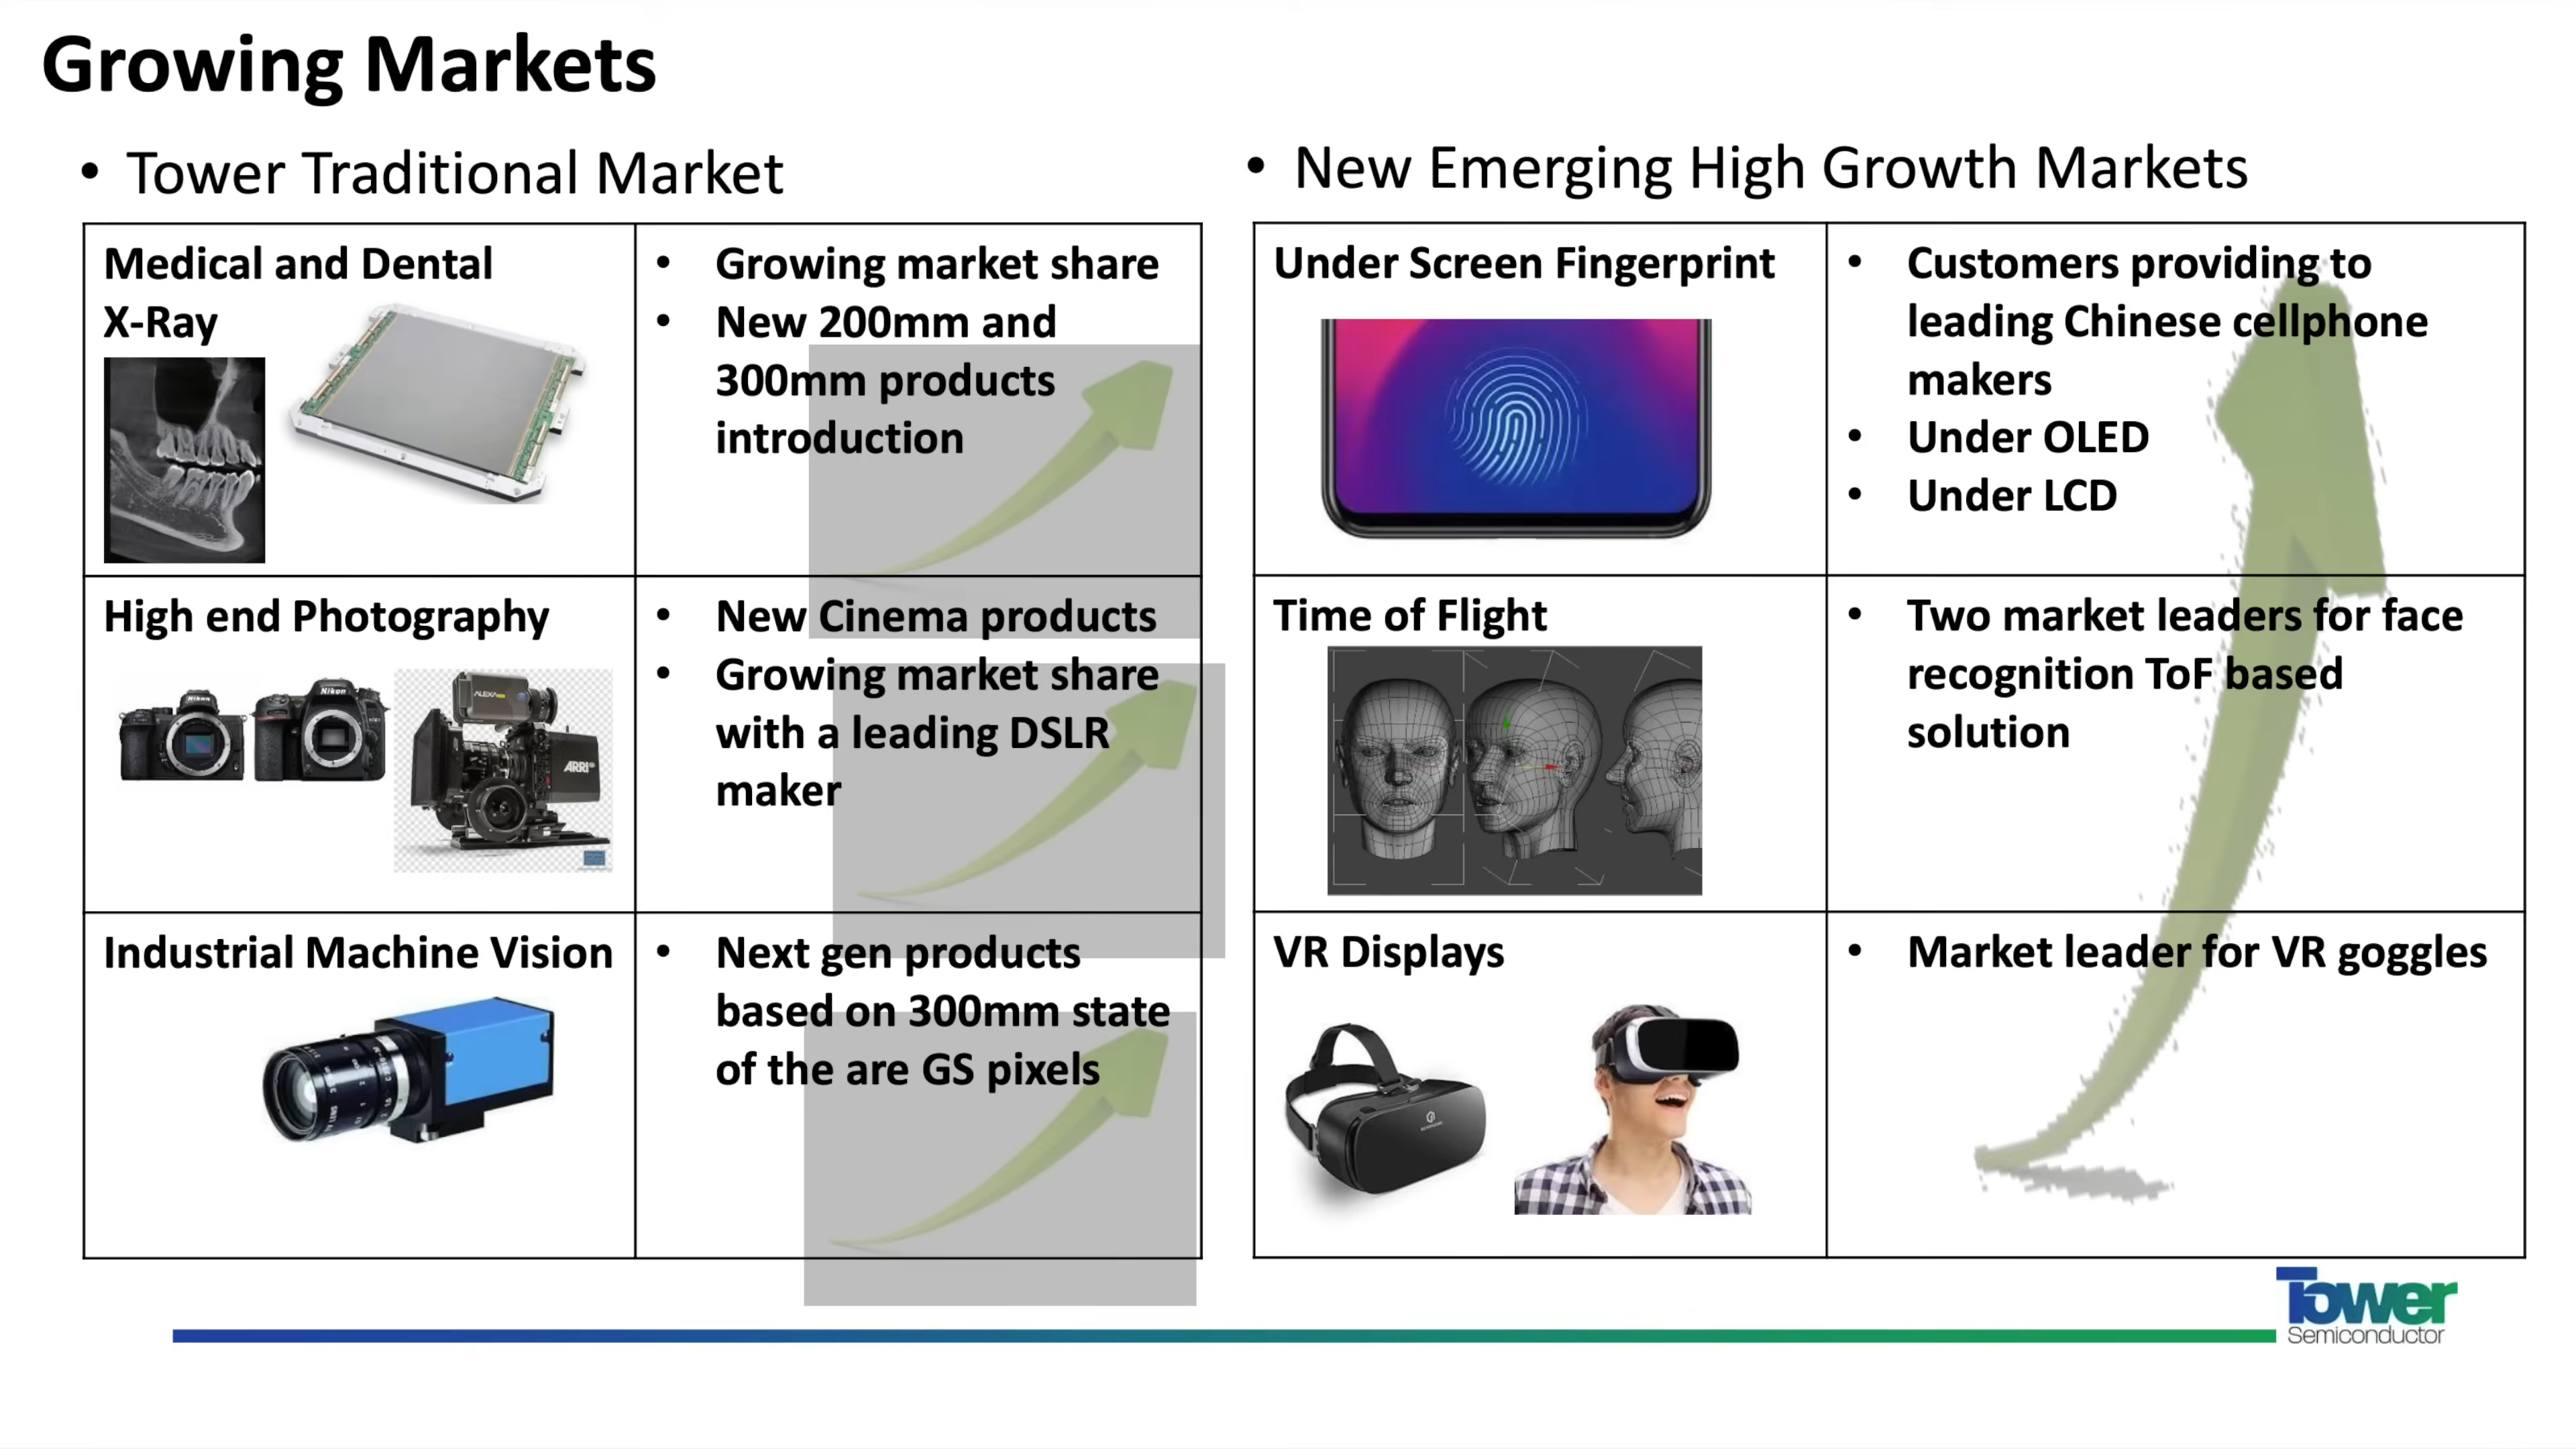 Growing Markets
• Tower Traditional Market
Medical and Dental
X-Ray
• Growing market share
• New 200mm and
300mm products
introduction
High end Photography
Nikon
Nikon
ALEXA
ARRI
• New Cinema products
• Growing market share
with a leading DSLR
maker
Industrial Machine Vision
• Next gen products
based on 300mm state
of the are GS pixels
• New Emerging High Growth Markets
Under Screen Fingerprint
• Customers providing to
leading Chinese cellphone
makers
• Under OLED
• Under LCD
Time of Flight
• Two market leaders for face
recognition ToF based
solution
VR Displays
• Market leader for VR goggles
Tower
Semiconductor